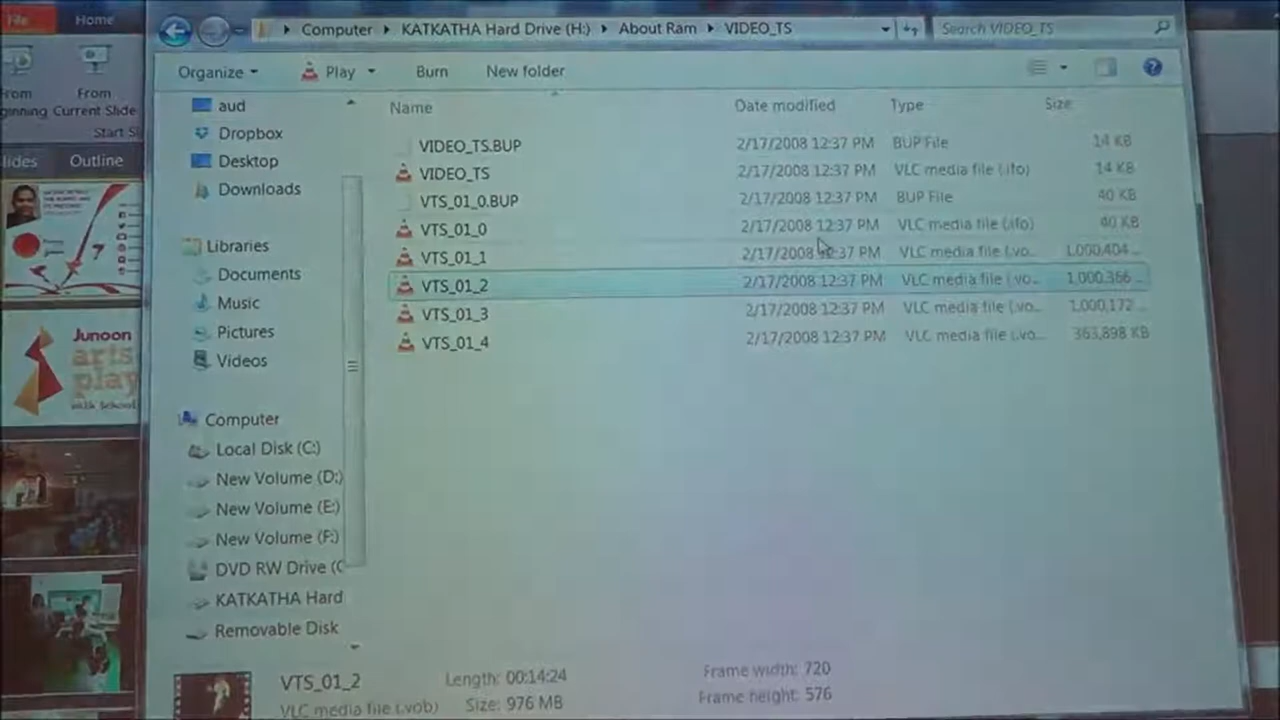 File Home
Computer KATKATHA Hard Drive (H:) About Ram VIDEO_TS Search VIDEO_TS
Organize Play Burn New folder
From From
Current Slide
Outline
Name Date modified Type Size
aud
Dropbox
Desktop
Downloads
Libraries
Documents
Music
Pictures
Videos
Computer
Local Disk (C:)
New Volume (D:)
New Volume (E:)
New Volume (F:)
DVD RW Drive (
KATKATHA Hard
Removable Disk
VIDEO_TS.BUP 2/17/2008 12:37 PM BUP File 14 KB
VIDEO_TS 2/17/2008 12:37 PM VLC media file (.ifo) 14 KB
VTS_01_0.BUP 2/17/2008 12:37 PM BUP File 40 KB
VTS_01_0 2/17/2008 12:37 PM VLC media file (.ifo) 40 KB
VTS_01_1 2/17/2008 12:37 PM VLC media file (.vo... 1,000,404...
VTS_01_2 2/17/2008 12:37 PM VLC media file (.vo... 1,000,366...
VTS_01_3 2/17/2008 12:37 PM VLC media file (.vo... 1,000,172...
VTS_01_4 2/17/2008 12:37 PM VLC media file (.vo... 363,898 KB
Junoon
arts
play
with School
VTS_01_2 Length: 00:14:24 Frame width: 720
VLC media file (.vob) Size: 976 MB Frame height: 576